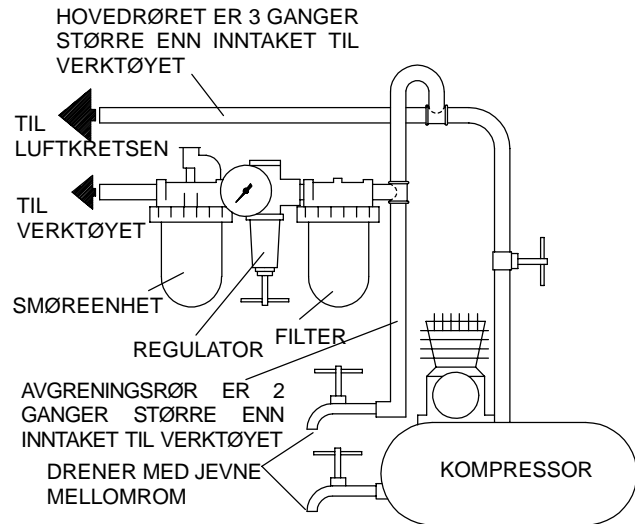 HOVEDRØRET ER 3 GANGER
STØRRE ENN INNTAKET TIL
VERKTØYET
TIL
LUFTKRETSEN
TIL
VERKTØYET
SMØREENHET
REGULATOR
FILTER
AVGRENINGSRØR ER 2
GANGER STØRRE ENN
INNTAKET TIL VERKTØYET
DRENER MED JEVNE
MELLOMROM
KOMPRESSOR